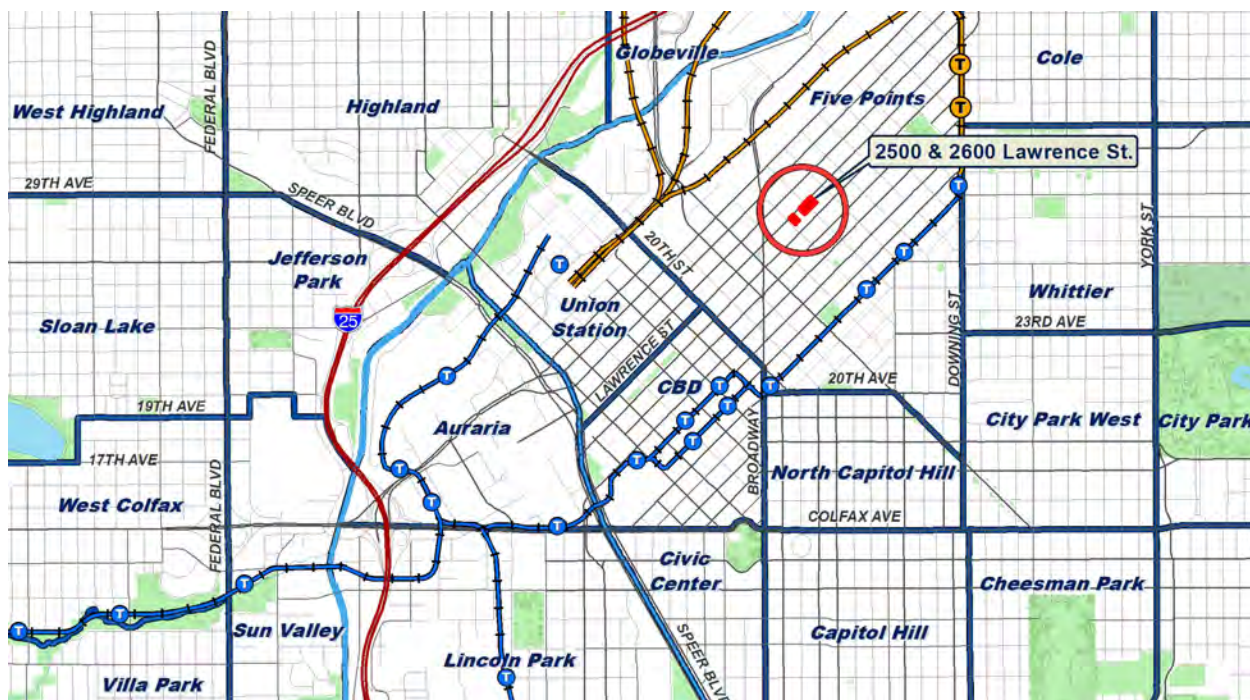 Globeville
Cole
West Highland
FEDERAL BLVD
Highland
Five Points
2500 & 2600 Lawrence St.
29TH AVE
SPEER BLVD
20TH ST
YORK ST
Jefferson
Park
T
T
T
T
T
T
Union
Station
Whittier
25
Sloan Lake
LAWRENCE ST
DOWNING ST
23RD AVE
T
CBD
T
T
20TH AVE
19TH AVE
T
T
T
Auraria
City Park West
City Park
17TH AVE
T
T
BROADWAY
North Capitol Hill
West Colfax
T
FEDERAL BLVD
T
COLFAX AVE
Civic
Center
T
Cheesman Park
T
T
Sun Valley
Capitol Hill
SPEER BLVD
Lincoln Park
T
Villa Park